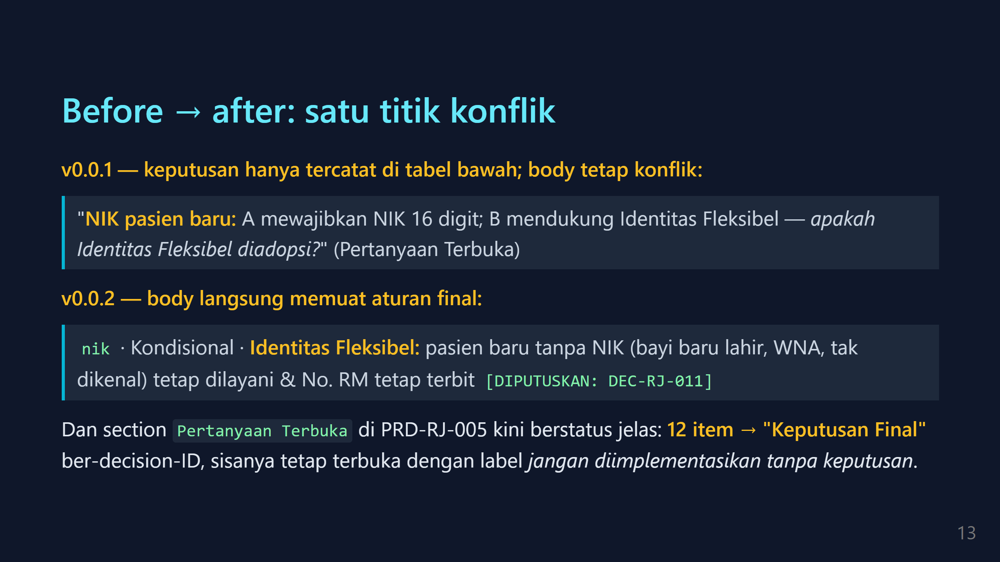 Before → after: satu titik konflik
v0.0.1 — keputusan hanya tercatat di tabel bawah; body tetap konflik:
"NIK pasien baru: A mewajibkan NIK 16 digit; B mendukung Identitas Fleksibel — apakah
Identitas Fleksibel diadopsi?" (Pertanyaan Terbuka)
v0.0.2 — body langsung memuat aturan final:
nik · Kondisional · Identitas Fleksibel: pasien baru tanpa NIK (bayi baru lahir, WNA, tak
dikenal) tetap dilayani & No. RM tetap terbit [DIPUTUSKAN: DEC-RJ-011]
Dan section Pertanyaan Terbuka di PRD-RJ-005 kini berstatus jelas: 12 item → "Keputusan Final"
ber-decision-ID, sisanya tetap terbuka dengan label jangan diimplementasikan tanpa keputusan.
13